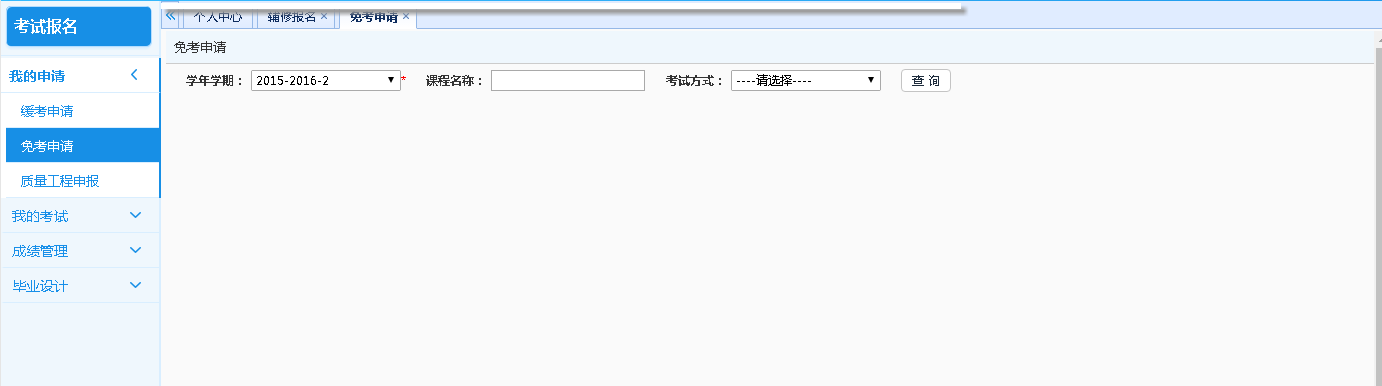 考试报名
我的申请
缓考申请
免考申请
质量工程申报
我的考试
成绩管理
毕业设计
个人中心 辅修报名 × 免考申请 ×
免考申请
学年学期： 2015-2016-2 * 课程名称： 考试方式： ----请选择---- 查 询